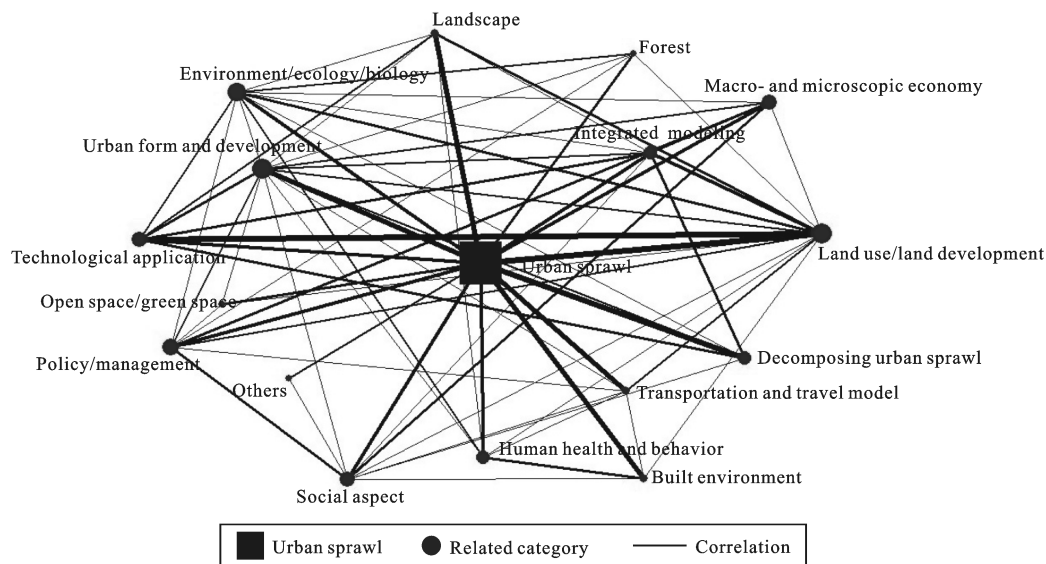 Landscape
Forest
Environment/ecology/biology
Macro- and microscopic economy
Integrated modeling
Urban form and development
Technological application
Land use/land development
Urban sprawl
Open space/green space
Policy/management
Decomposing urban sprawl
Others
Transportation and travel model
Human health and behavior
Built environment
Social aspect
Urban sprawl
Related category
Correlation